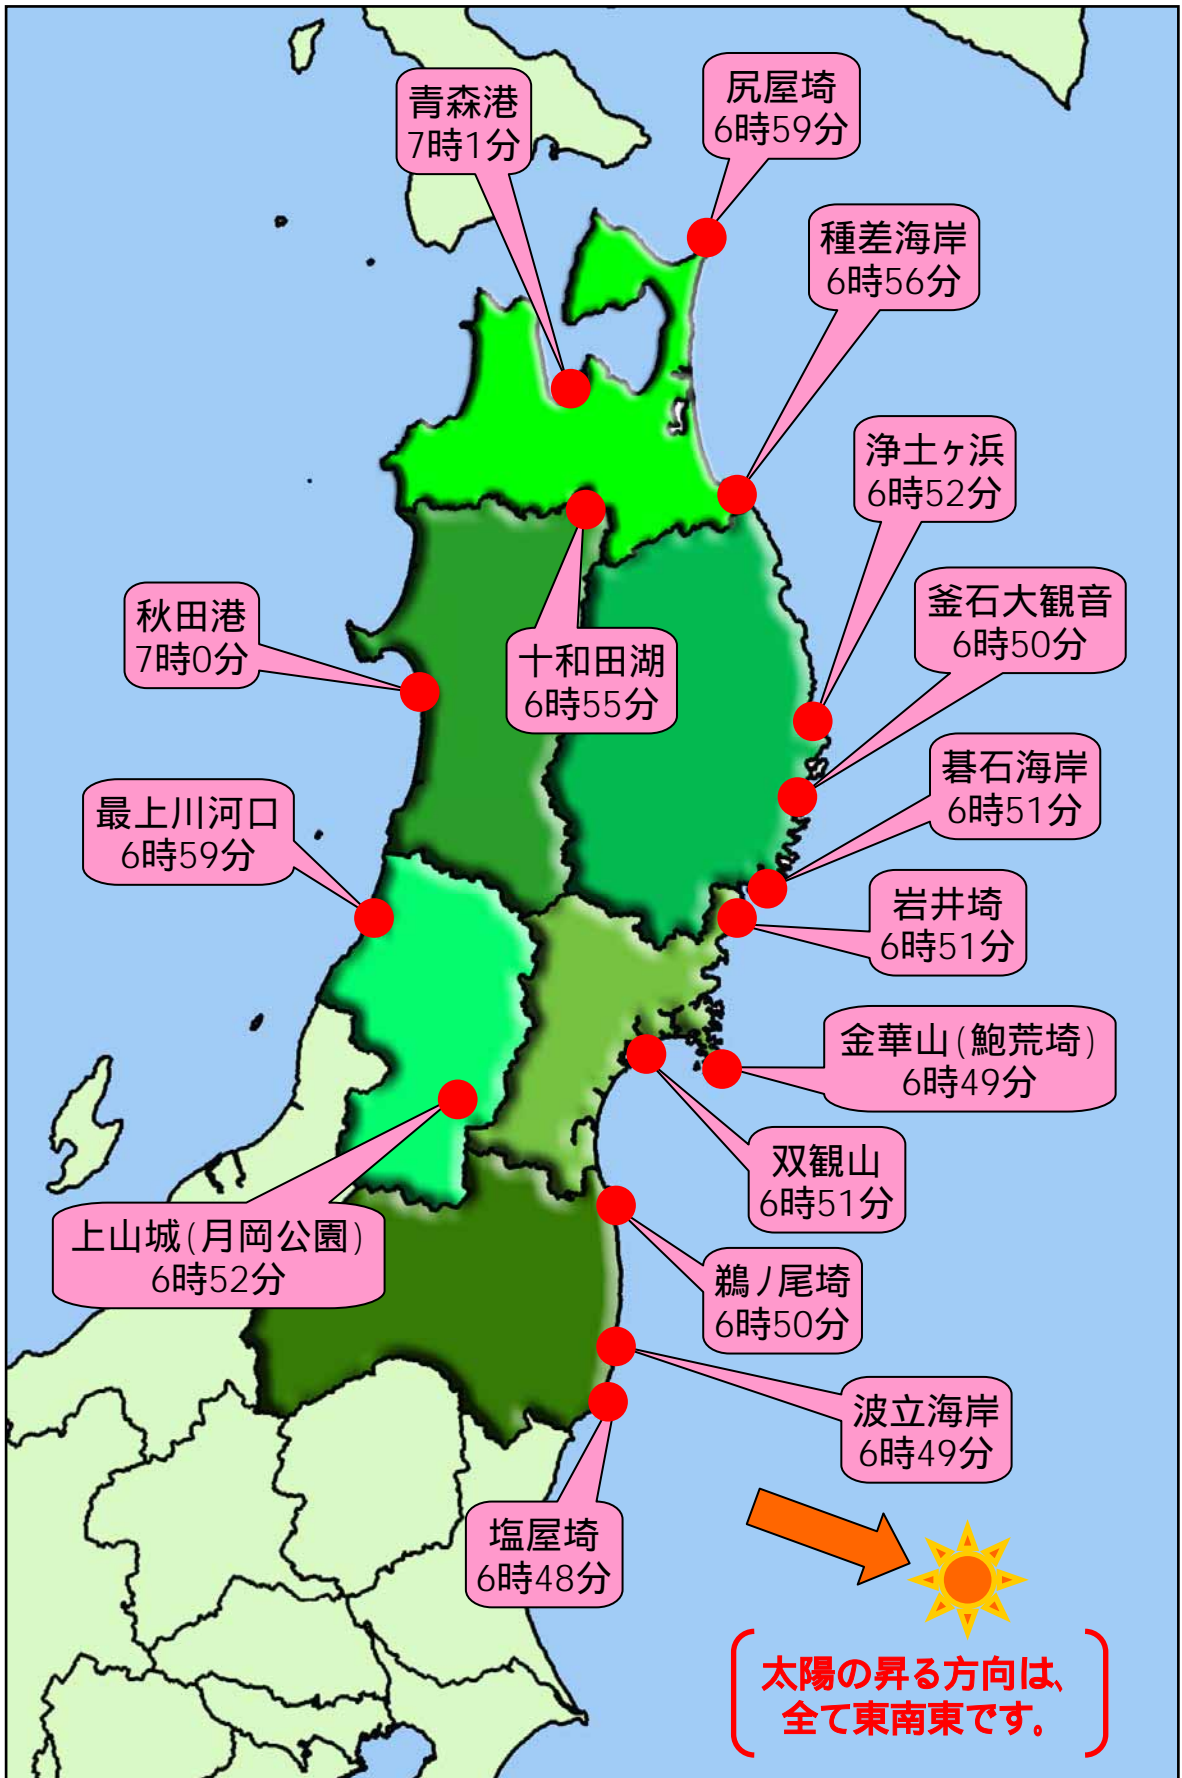 青森港
7時1分
尻屋埼
6時59分
種差海岸
6時56分
浄土ヶ浜
6時52分
釜石大観音
6時50分
秋田港
7時0分
十和田湖
6時55分
碁石海岸
6時51分
最上川河口
6時59分
岩井埼
6時51分
金華山(鮑荒埼)
6時49分
双観山
6時51分
上山城(月岡公園)
6時52分
鵜ノ尾埼
6時50分
波立海岸
6時49分
塩屋埼
6時48分
太陽の昇る方向は、
全て東南東です。